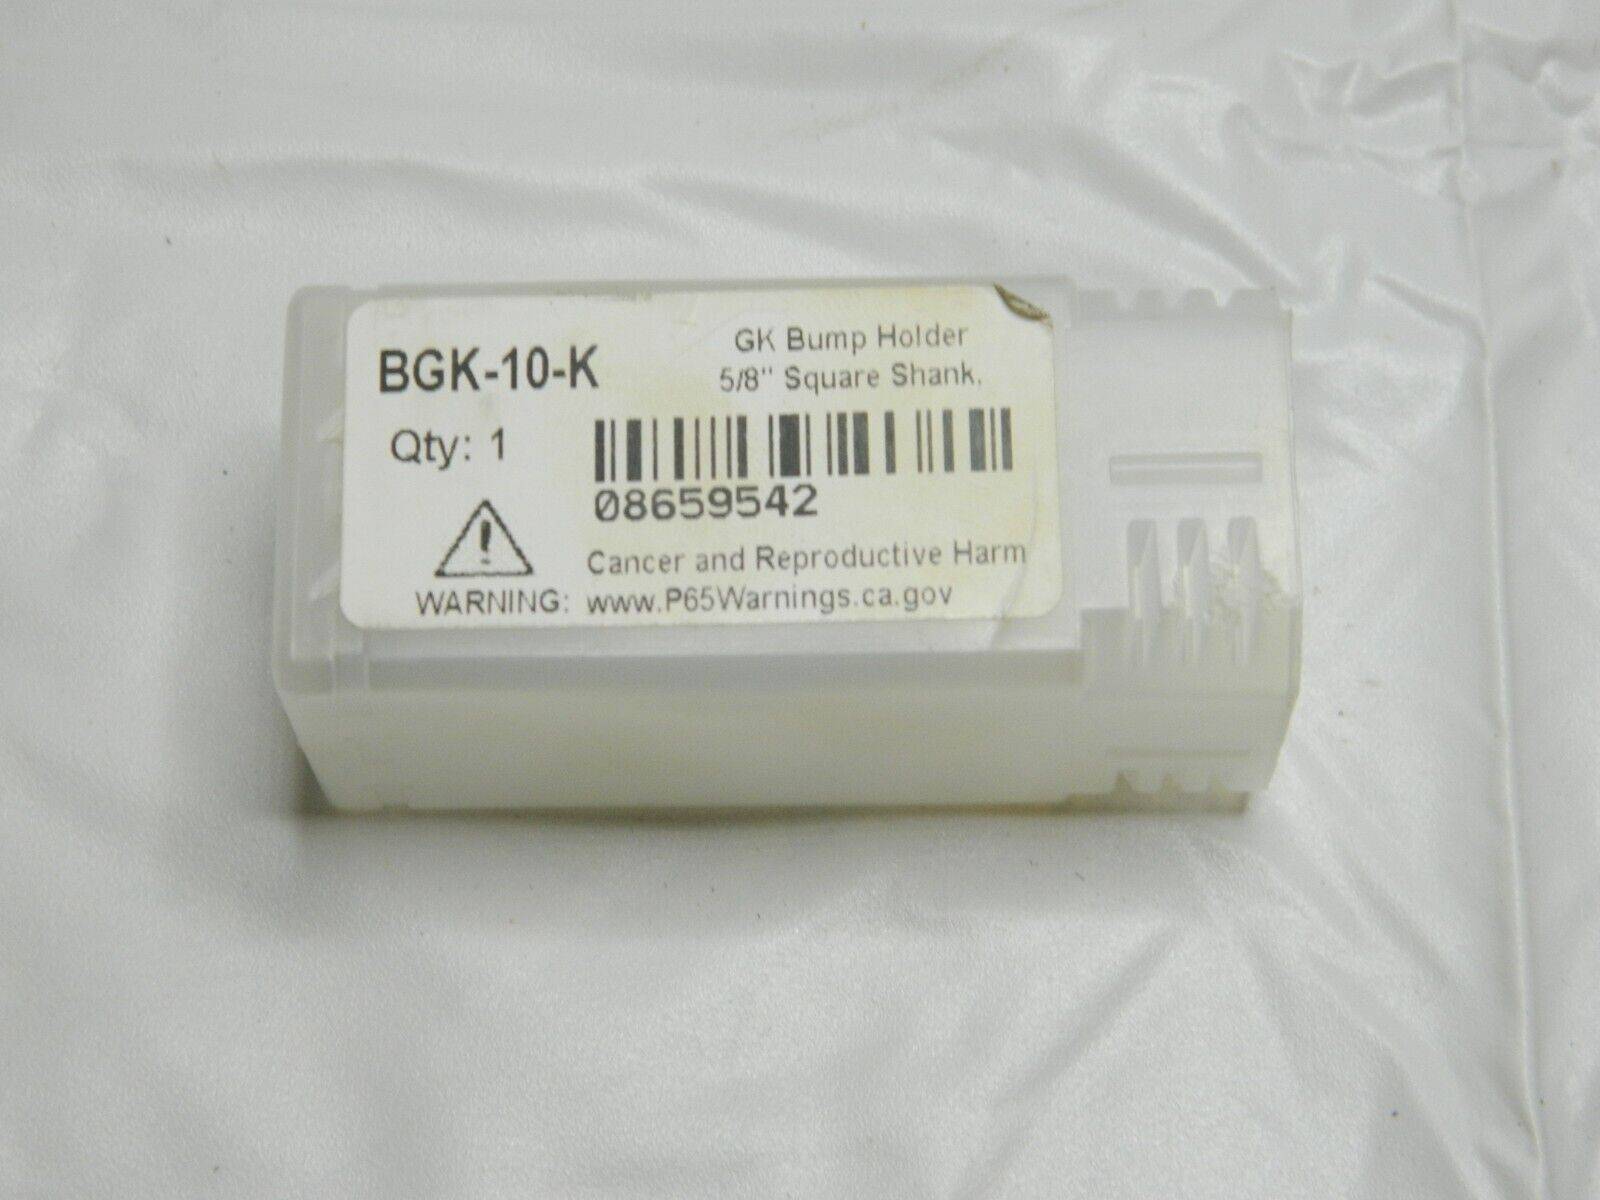 BGK-10-K
GK Bump Holder
5/8" Square Shank.
Qty: 1
08659542
Cancer and Reproductive Harm
WARNING: www.P65Warnings.ca.gov